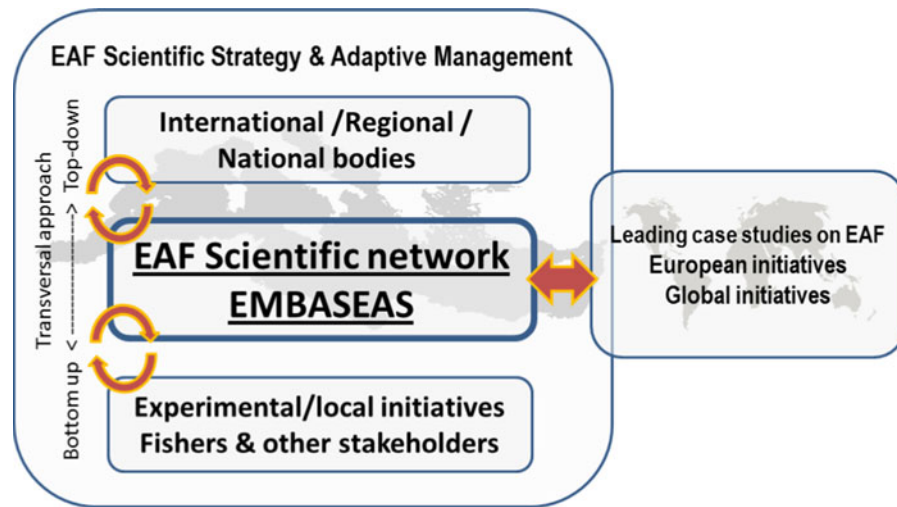 EAF Scientific Strategy & Adaptive Management
International /Regional /
National bodies
EAF Scientific network
EMBASEAS
Experimental/local initiatives
Fishers & other stakeholders
Top-down
Transversal approach
<------------------>
Bottom up
Leading case studies on EAF
European initiatives
Global initiatives